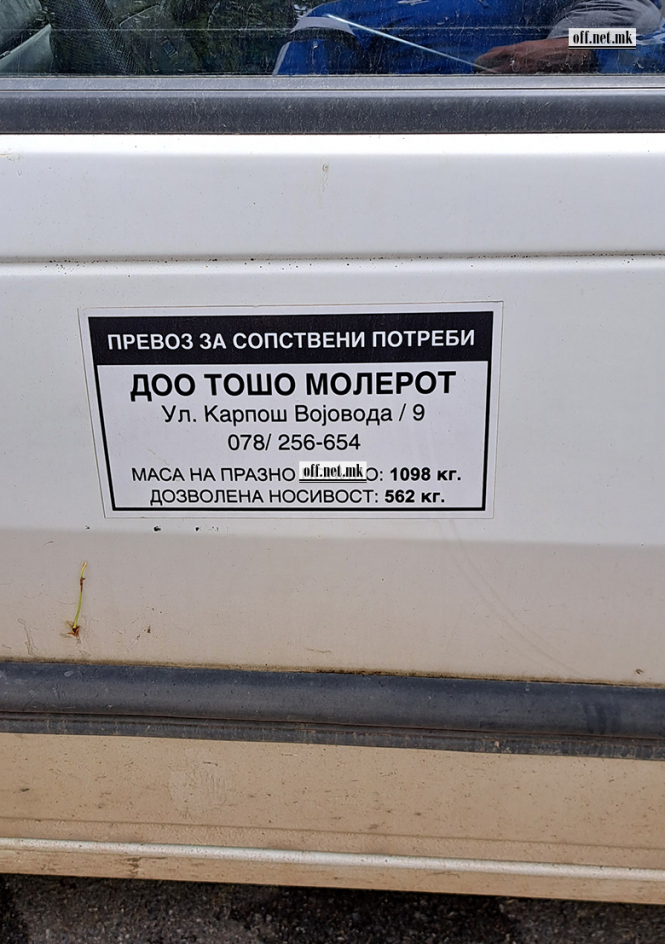 off.net.mk
ПРЕВОЗ ЗА СОПСТВЕНИ ПОТРЕБИ
ДОО ТОШО МОЛЕРОТ
Ул. Карпош Војовода / 9
078/ 256-654
МАСА НА ПРАЗНО off.net.mk О: 1098 кг.
ДОЗВОЛЕНА НОСИВОСТ: 562 кг.